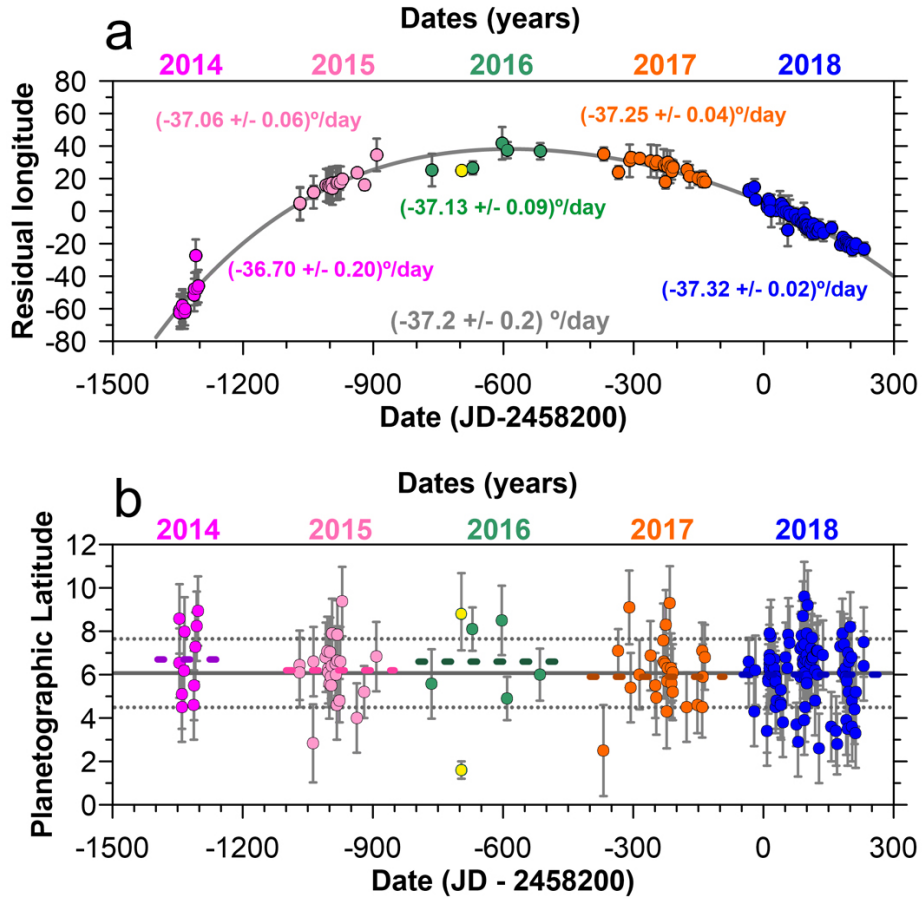 a
Dates (years)
2014 2015 2016 2017 2018
Residual longitude
80
60
40
20
0
-20
-40
-60
-80
(-37.06 +/- 0.06)º/day
(-37.25 +/- 0.04)º/day
(-37.13 +/- 0.09)º/day
(-36.70 +/- 0.20)º/day
(-37.32 +/- 0.02)º/day
(-37.2 +/- 0.2) º/day
-1500 -1200 -900 -600 -300 0 300
Date (JD-2458200)
b
Dates (years)
2014 2015 2016 2017 2018
Planetographic Latitude
12
10
8
6
4
2
0
-1500 -1200 -900 -600 -300 0 300
Date (JD - 2458200)